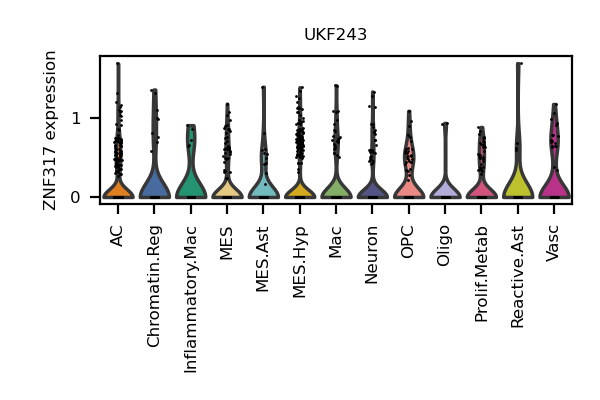 UKF243
ZNF317 expression
1
0
AC
Chromatin.Reg
Inflammatory.Mac
MES
MES.Ast
MES.Hyp
Mac
Neuron
OPC
Oligo
Prolif.Metab
Reactive.Ast
Vasc